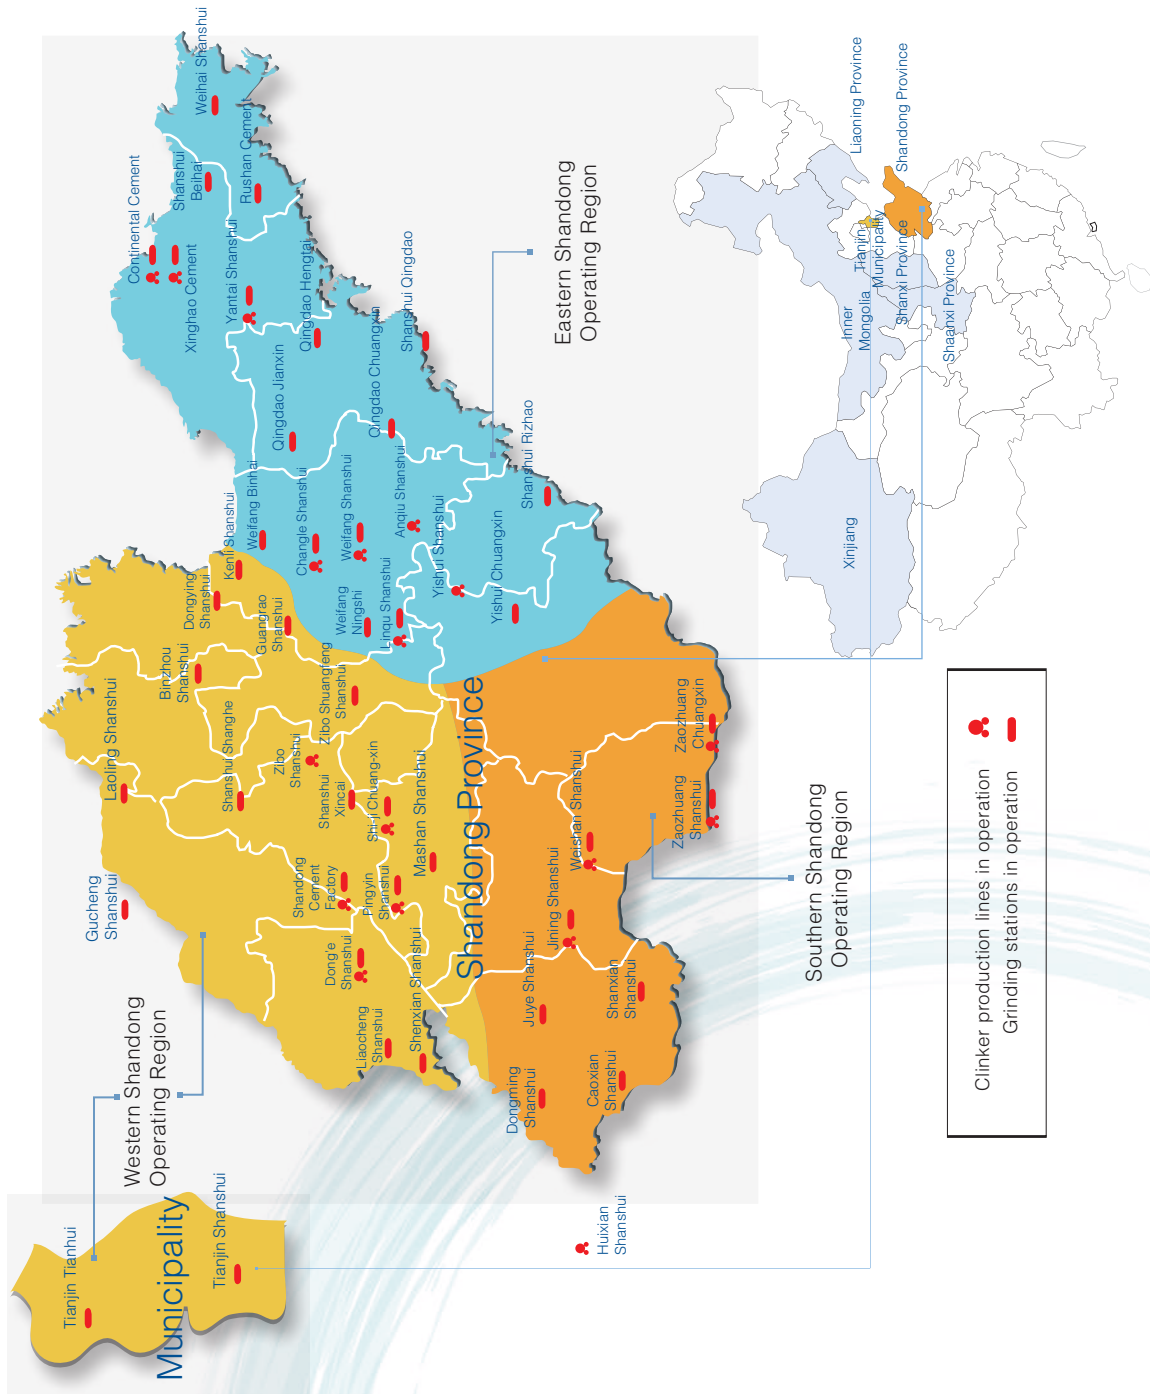 Tianjin Tianhui
Municipality
Tianjin Shanshui
Western Shandong
Operating Region
Gucheng
Shanshui
Laoling Shanshui
Binzhou
Shanshui
Dongying
Shanshui
Kenli Shanshui
Guangrao
Shanshui
Shanshui Shanghe
Zibo
Shanshui
Zibo Shuangfeng
Shanshui
Shanshui
Xincai
Shandong
Cement
Factory
Shi-ji Chuang-xin
Pingyin
Shanshui
Mashan Shanshui
Dong'e
Shanshui
Liaocheng
Shanshui
Shenxian Shanshui
Shandong Province
Continental Cement
Xinghao Cement
Shanshui
Beihai
Weihai Shanshui
Rushan Cement
Yantai Shanshui
Qingdao Hengtai
Qingdao Jianxin
Qingdao Chuangxin
Shanshui Qingdao
Weifang Binhai
Changle Shanshui
Weifang Shanshui
Anqiu Shanshui
Weifang
Ningshi
Linqu Shanshui
Yishui Shanshui
Yishui Chuangxin
Shanshui Rizhao
Eastern Shandong
Operating Region
Dongming
Shanshui
Juye Shanshui
Jining Shanshui
Weishan Shanshui
Caoxian
Shanshui
Shanxian
Shanshui
Zaozhuang
Shanshui
Zaozhuang
Chuangxin
Huixian
Shanshui
Southern Shandong
Operating Region
Xinjiang
Inner
Mongolia
Tianjin
Municipality
Liaoning Province
Shandong Province
Shanxi Province
Shaanxi Province
Clinker production lines in operation
Grinding stations in operation